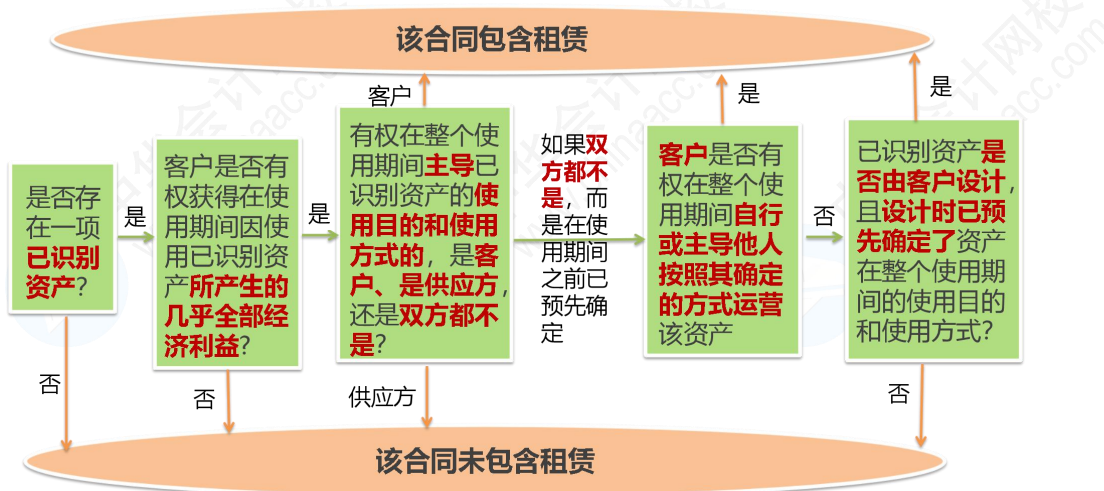 该合同包含租赁
是否存
在一项
已识别
资产?
是
否
客户是否有
权获得在使
用期间因使
用已识别资
产所产生的
几乎全部经
济利益?
是
否
客户
有权在整个使
用期间主导已
识别资产的使
用目的和使用
方式的，是客
户、是供应方，
还是双方都不
是?
供应方
如果双
方都不
是，而
是在使
用期间
之前已
预先确
定
是
客户是否有
权在整个使
用期间自行
或主导他人
按照其确定
的方式运营
该资产
否
是
已识别资产是
否由客户设计，
且设计时已预
先确定了资产
在整个使用期
间的使用目的
和使用方式?
否
该合同未包含租赁